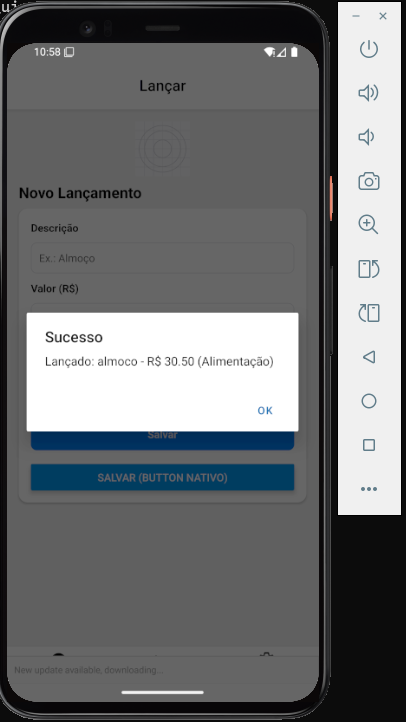 ui
10:58
Lançar
Novo Lançamento
Descrição
Ex.: Almoço
Valor (R$)
Sucesso
Lançado: almoco - R$ 30.50 (Alimentação)
OK
Salvar
SALVAR (BUTTON NATIVO)
New update available, downloading...